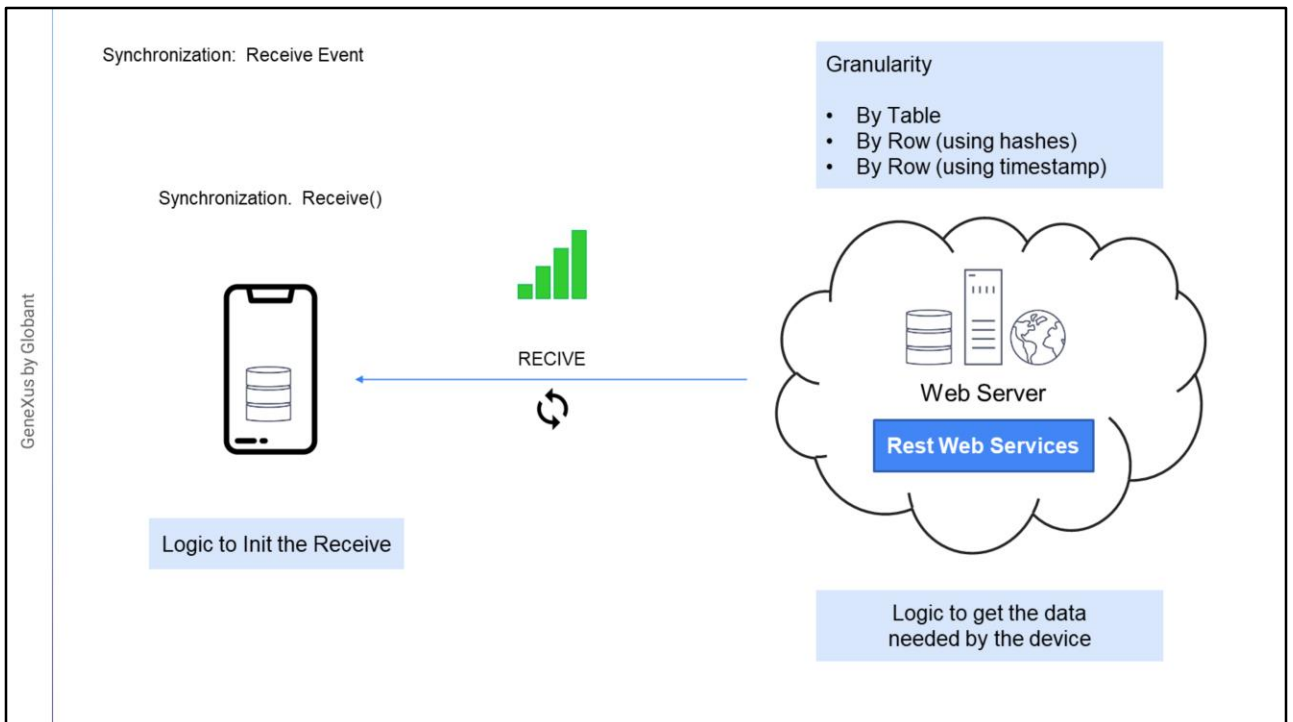 Synchronization: Receive Event
Granularity
• By Table
• By Row (using hashes)
• By Row (using timestamp)
Synchronization. Receive()
RECIVE
Web Server
Rest Web Services
Logic to Init the Receive
Logic to get the data
needed by the device
GeneXus by Globant